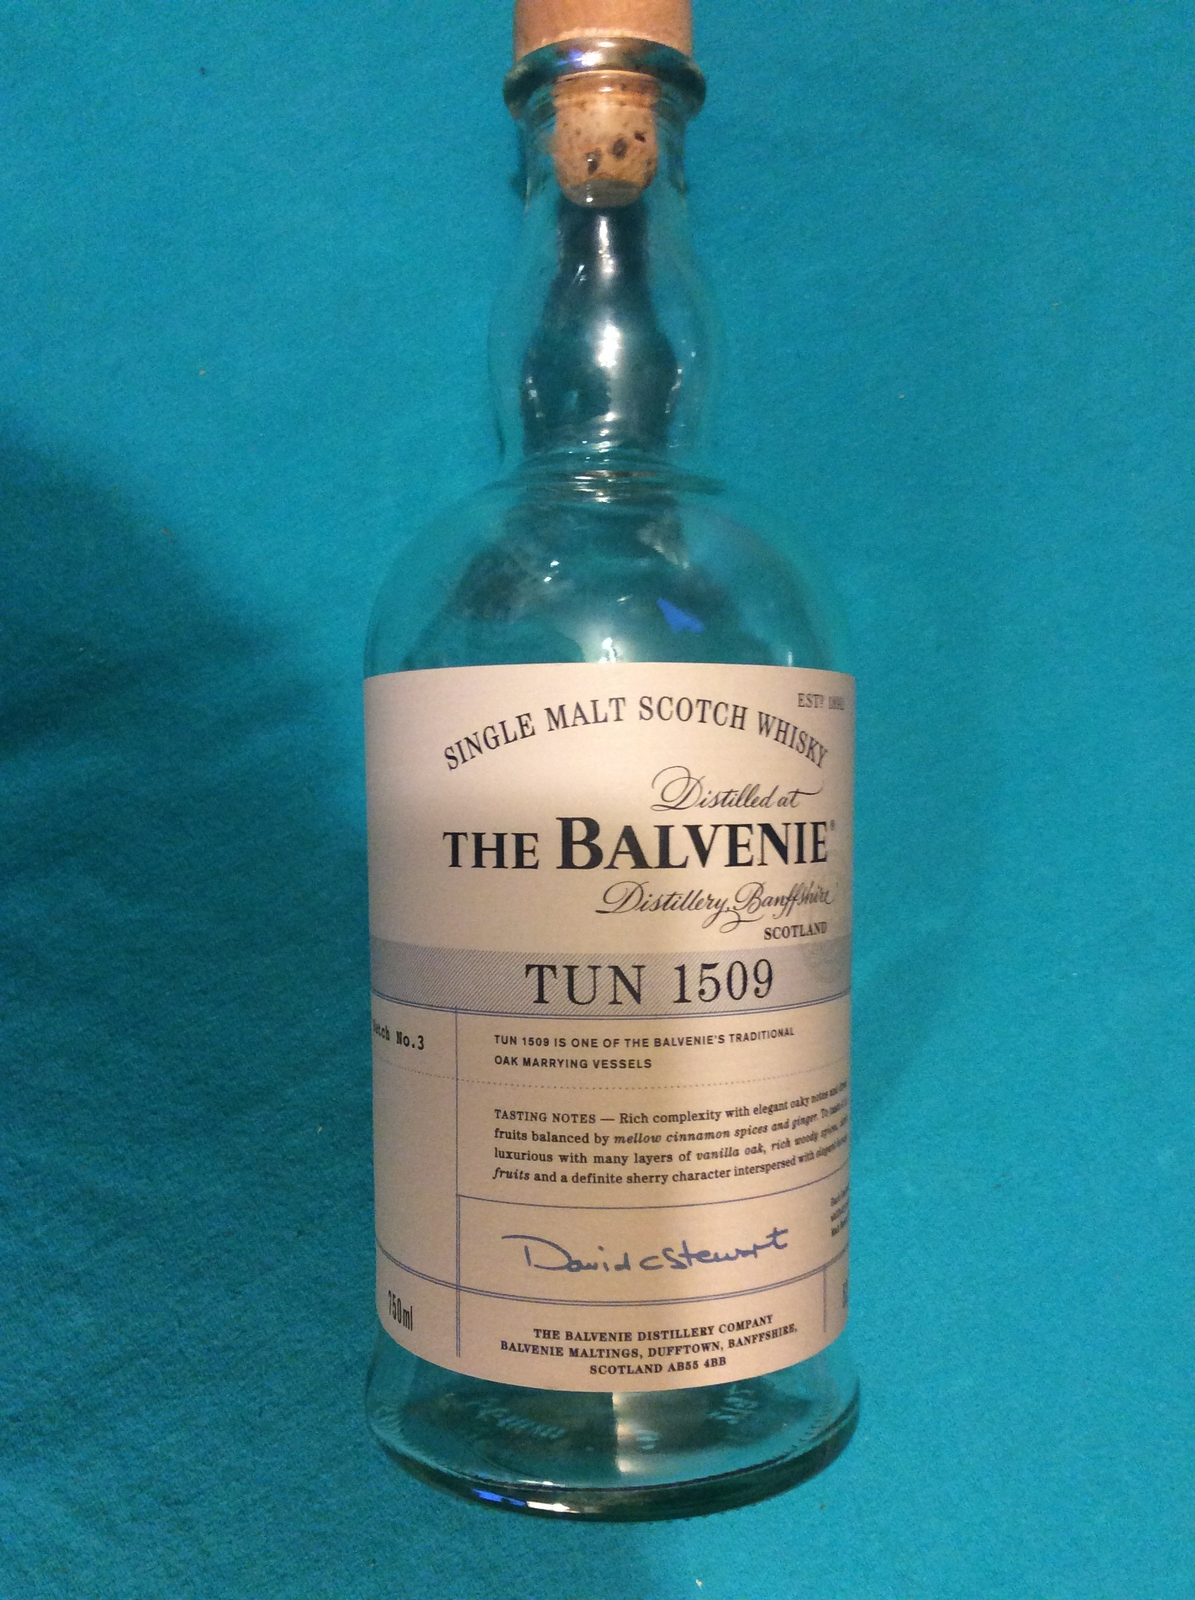 ESTD 1892
SINGLE MALT SCOTCH WHISKY
Distilled at
THE BALVENIE®
Distillery, Banffshire
SCOTLAND
TUN 1509
No.3
TUN 1509 IS ONE OF THE BALVENIE'S TRADITIONAL
OAK MARRYING VESSELS
TASTING NOTES — Rich complexity with elegant oaky notes and
fruits balanced by mellow cinnamon spices and ginger. To
luxurious with many layers of vanilla oak, rich woody spices,
fruits and a definite sherry character interspersed with
David C Stewart
750ml
THE BALVENIE DISTILLERY COMPANY
BALVENIE MALTINGS, DUFFTOWN, BANFFSHIRE,
SCOTLAND AB55 4BB